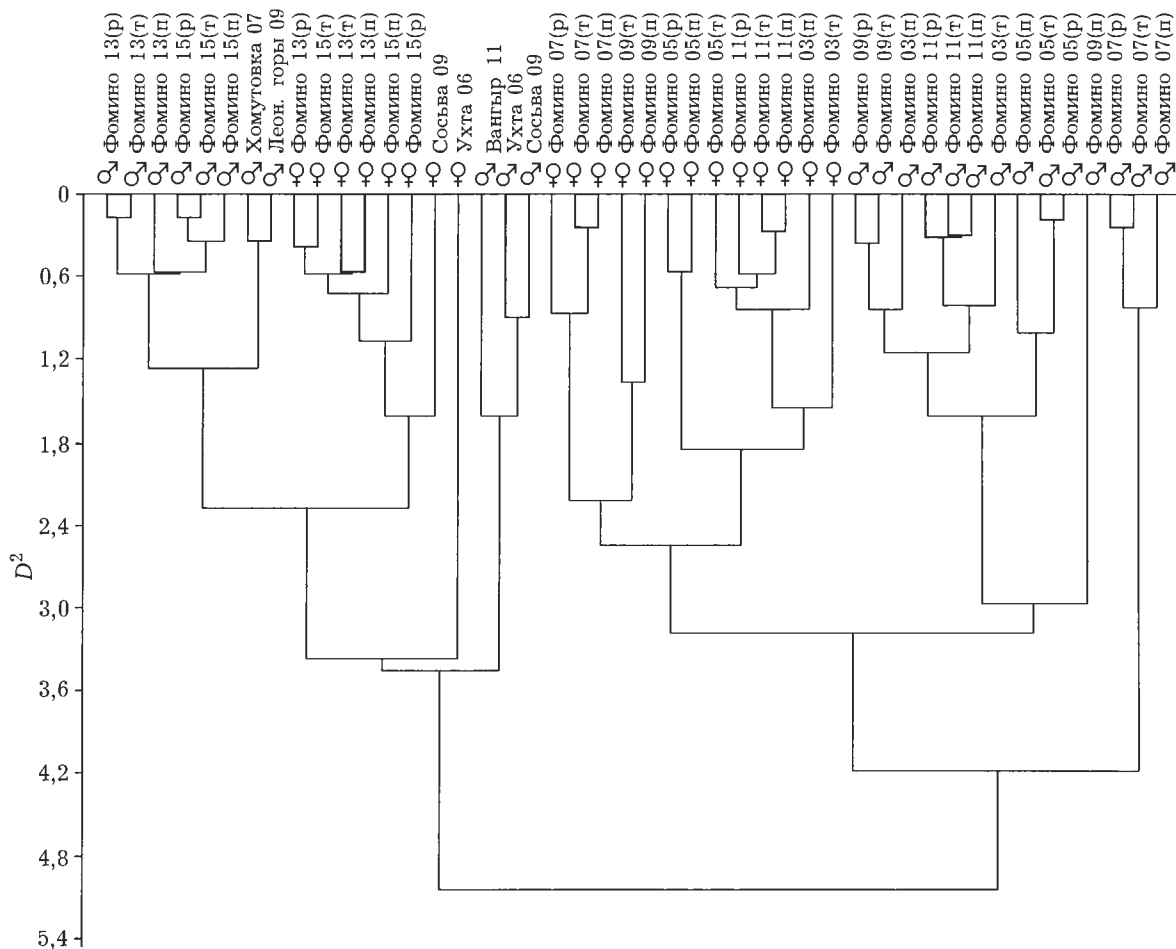 ♂ Фомино 13(р)
♂ Фомино 13(т)
♂ Фомино 13(п)
♂ Фомино 15(р)
♂ Фомино 15(т)
♂ Фомино 15(п)
♂ Хомутовка 07
♂ Леон. горы 09
♀ Фомино 13(р)
♀ Фомино 15(т)
♀ Фомино 13(т)
♀ Фомино 13(п)
♀ Фомино 15(п)
♀ Фомино 15(р)
♀ Сосьва 09
♀ Ухта 06
♂ Вангыр 11
♂ Ухта 06
♂ Сосьва 09
♀ Фомино 07(р)
♀ Фомино 07(т)
♀ Фомино 07(п)
♀ Фомино 09(т)
♀ Фомино 09(п)
♀ Фомино 05(р)
♀ Фомино 05(п)
♀ Фомино 05(т)
♀ Фомино 11(р)
♀ Фомино 11(т)
♀ Фомино 11(п)
♀ Фомино 03(п)
♀ Фомино 03(т)
♂ Фомино 09(р)
♂ Фомино 09(т)
♂ Фомино 03(п)
♂ Фомино 11(р)
♂ Фомино 11(т)
♂ Фомино 11(п)
♂ Фомино 03(т)
♂ Фомино 05(п)
♂ Фомино 05(т)
♂ Фомино 05(р)
♂ Фомино 09(п)
♂ Фомино 07(р)
♂ Фомино 07(т)
♂ Фомино 07(п)
0
0,6
1,2
1,8
2,4
D²
3,0
3,6
4,2
4,8
5,4